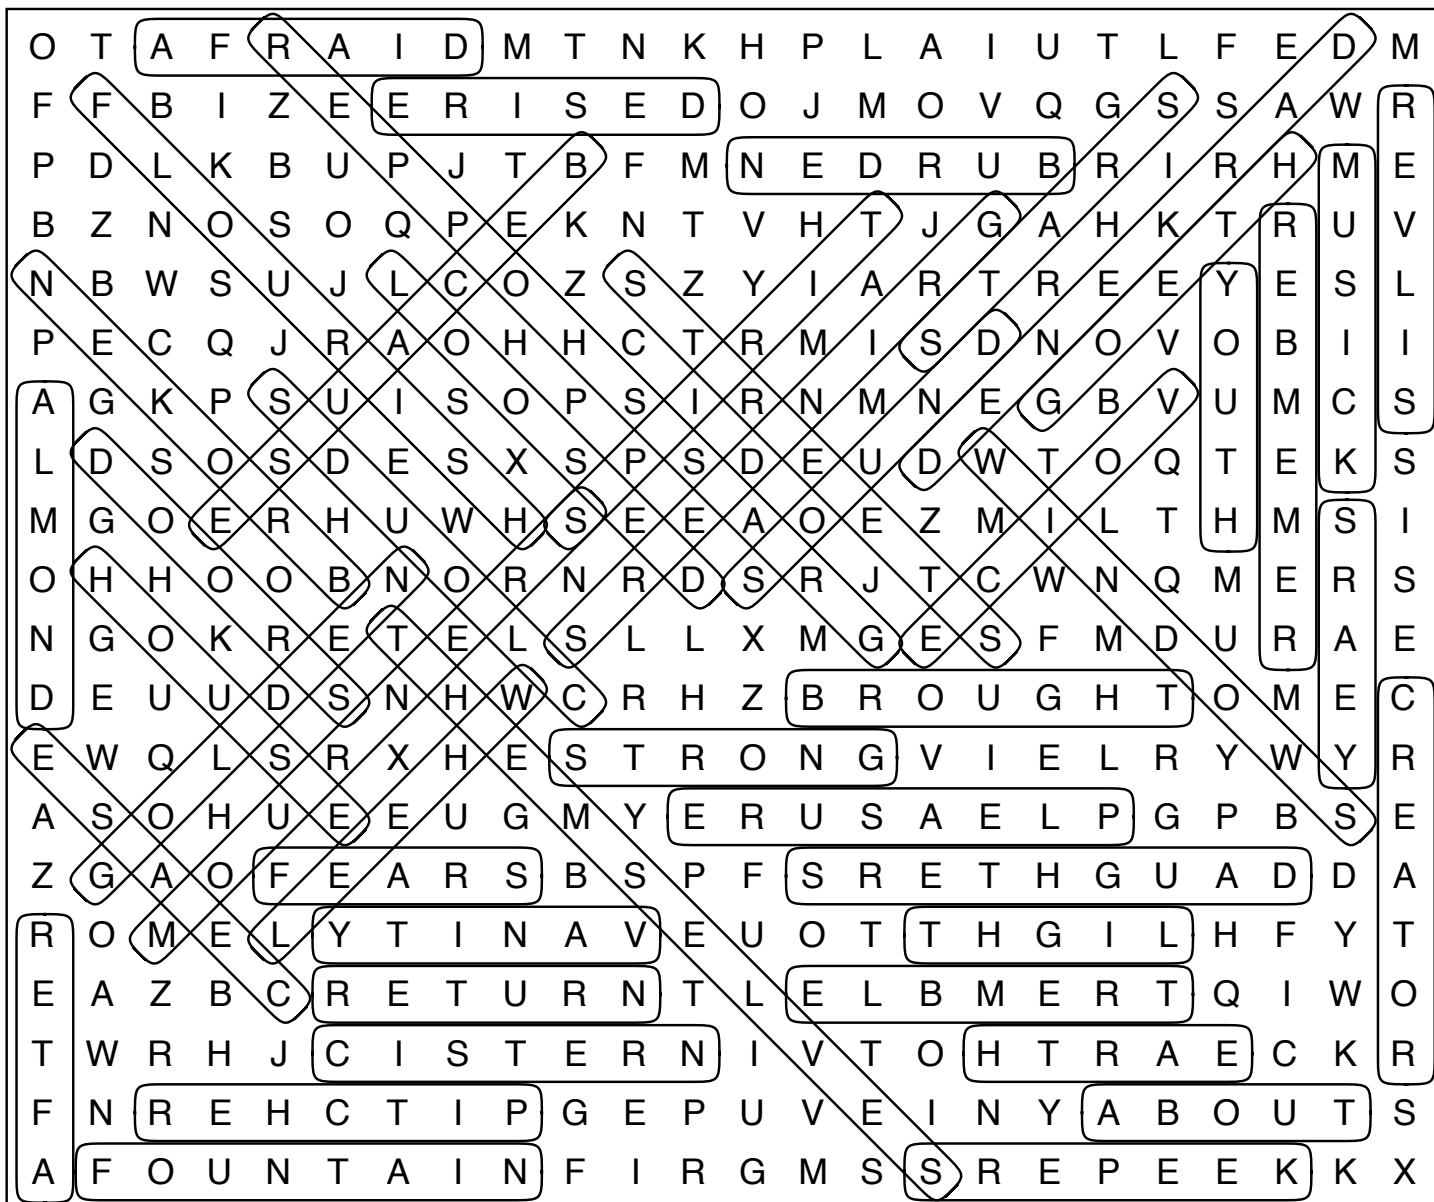 O T A F R A I D M T N K H P L A I U T L F E D M
F F B I Z E E R I S E D O J M O V Q G S S A W R
P D L K B U P J T B F M N E D R U B R I R H M E
B Z N O S O Q P E K N T V H T J G A H K T R U V
N B W S U J L C O Z S Z Y I A R T R E E Y E S L
P E C Q J R A O H H C T R M I S D N O V O B I I
A G K P S U I S O P S I R N M N E G B V U M C S
L D S O S D E S X S P S D E U D W T O Q T E K S
M G O E R H U W H S E E A O E Z M I L T H M S I
O H H O O B N O R N R D S R J T C W N Q M E R S
N G O K R E T E L S L L X M G E S F M D U R A E
D E U U D S N H W C R H Z B R O U G H T O M E C
E W Q L S R X H E S T R O N G V I E L R Y W Y R
A S O H U E E U G M Y E R U S A E L P G P B S E
Z G A O F E A R S B S P F S R E T H G U A D D A
R O M E L Y T I N A V E U O T T H G I L H F Y T
E A Z B C R E T U R N T L E L B M E R T Q I W O
T W R H J C I S T E R N I V T O H T R A E C K R
F N R E H C T I P G E P U V E I N Y A B O U T S
A F O U N T A I N F I R G M S S R E P E E K K X